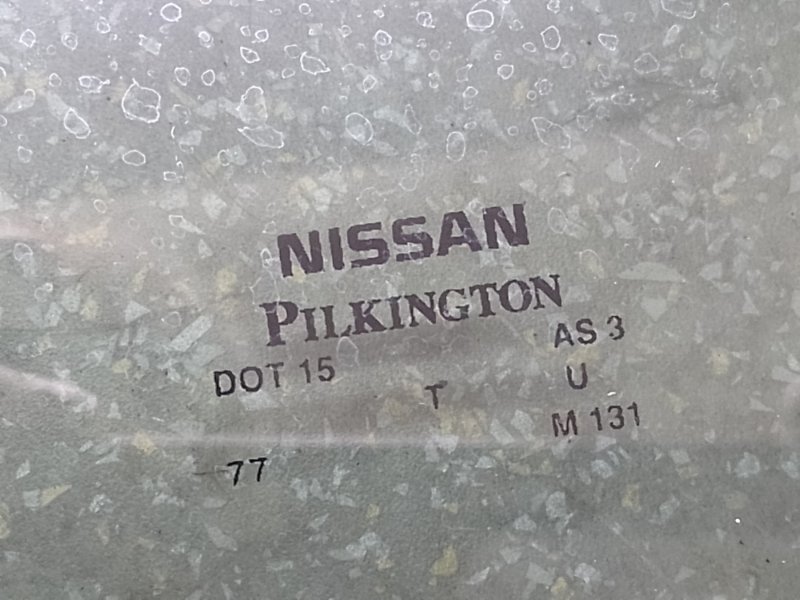 NISSAN
PILKINGTON
DOT 15 AS 3
T U
M 131
77